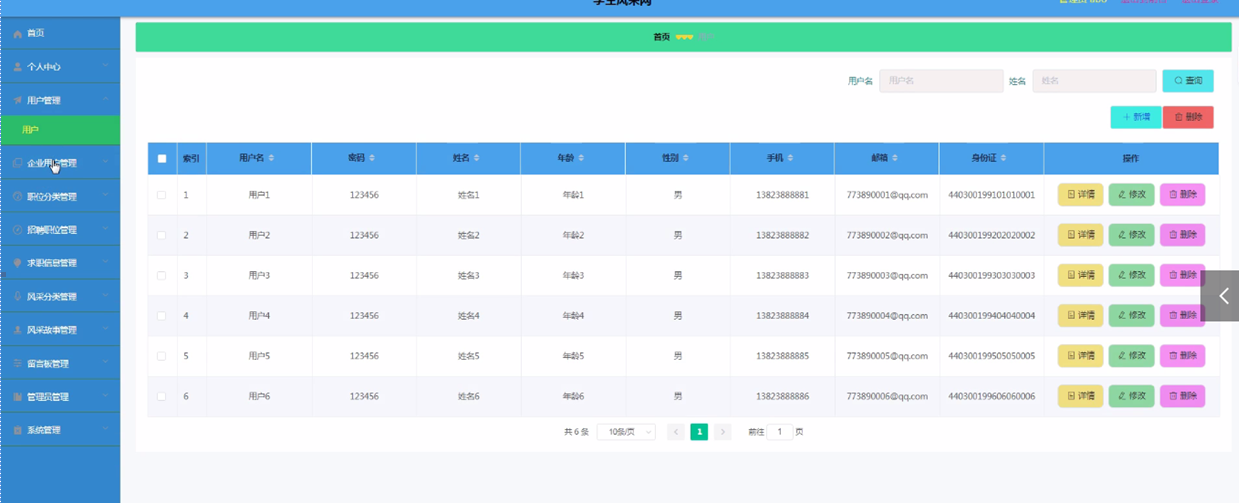 学生风采网
首页
个人中心
用户管理
用户
企业用户管理
职位分类管理
招聘职位管理
求职信息管理
风采分类管理
风采故事管理
留言板管理
管理员管理
系统管理
首页
用户名 用户名 姓名 姓名 查询
+ 新增 删除
索引 用户名 密码 姓名 年龄 性别 手机 邮箱 身份证 操作
1 用户1 123456 姓名1 年龄1 男 13823888881 773890001@qq.com 440300199101010001 详情 修改 删除
2 用户2 123456 姓名2 年龄2 男 13823888882 773890002@qq.com 440300199202020002 详情 修改 删除
3 用户3 123456 姓名3 年龄3 男 13823888883 773890003@qq.com 440300199303030003 详情 修改 删除
4 用户4 123456 姓名4 年龄4 男 13823888884 773890004@qq.com 440300199404040004 详情 修改 删除
5 用户5 123456 姓名5 年龄5 男 13823888885 773890005@qq.com 440300199505050005 详情 修改 删除
6 用户6 123456 姓名6 年龄6 男 13823888886 773890006@qq.com 440300199606060006 详情 修改 删除
共 6 条 10条/页 1 前往 1 页